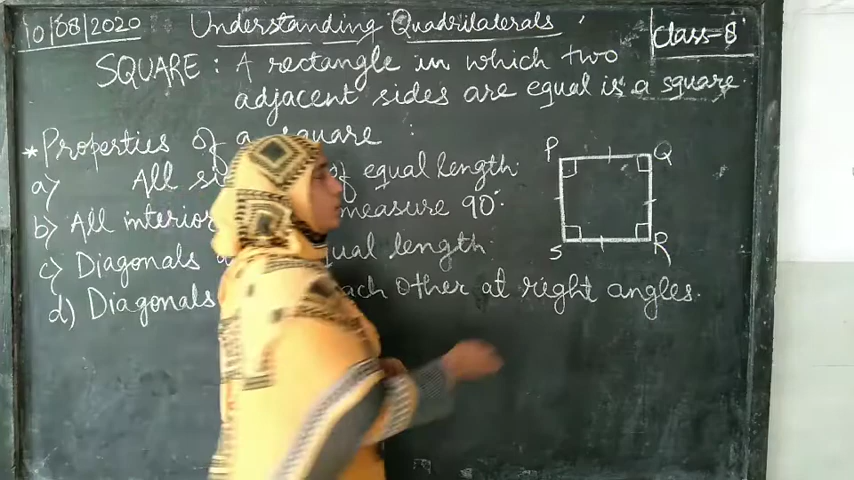 10/08/2020
Understanding Quadrilaterals
Class-8
SQUARE : A rectangle in which two
adjacent sides are equal is a square.
* Properties of a square :
a) All of equal length.
b) All interior measure 90°.
c) Diagonals equal length.
d) Diagonals each other at right angles.
P Q
S R